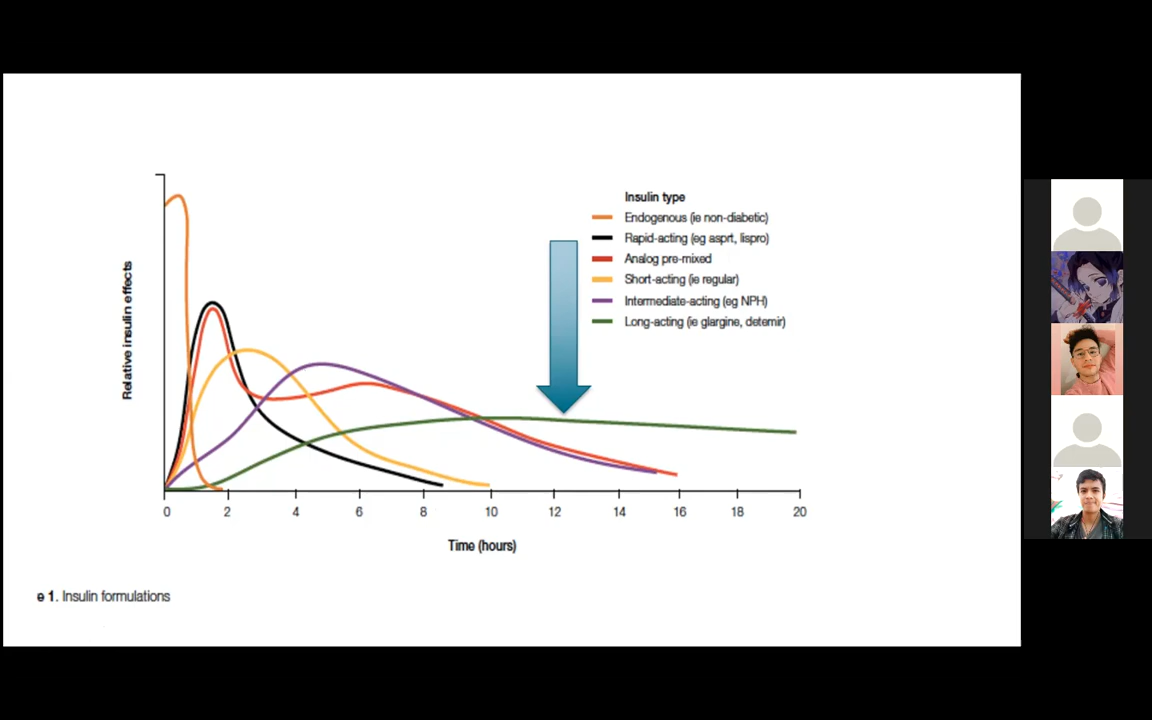 Insulin type
Endogenous (ie non-diabetic)
Rapid-acting (eg asprt, lispro)
Analog pre-mixed
Short-acting (ie regular)
Intermediate-acting (eg NPH)
Long-acting (ie glargine, detemir)
Relative insulin effects
0 2 4 6 8 10 12 14 16 18 20
Time (hours)
e 1. Insulin formulations